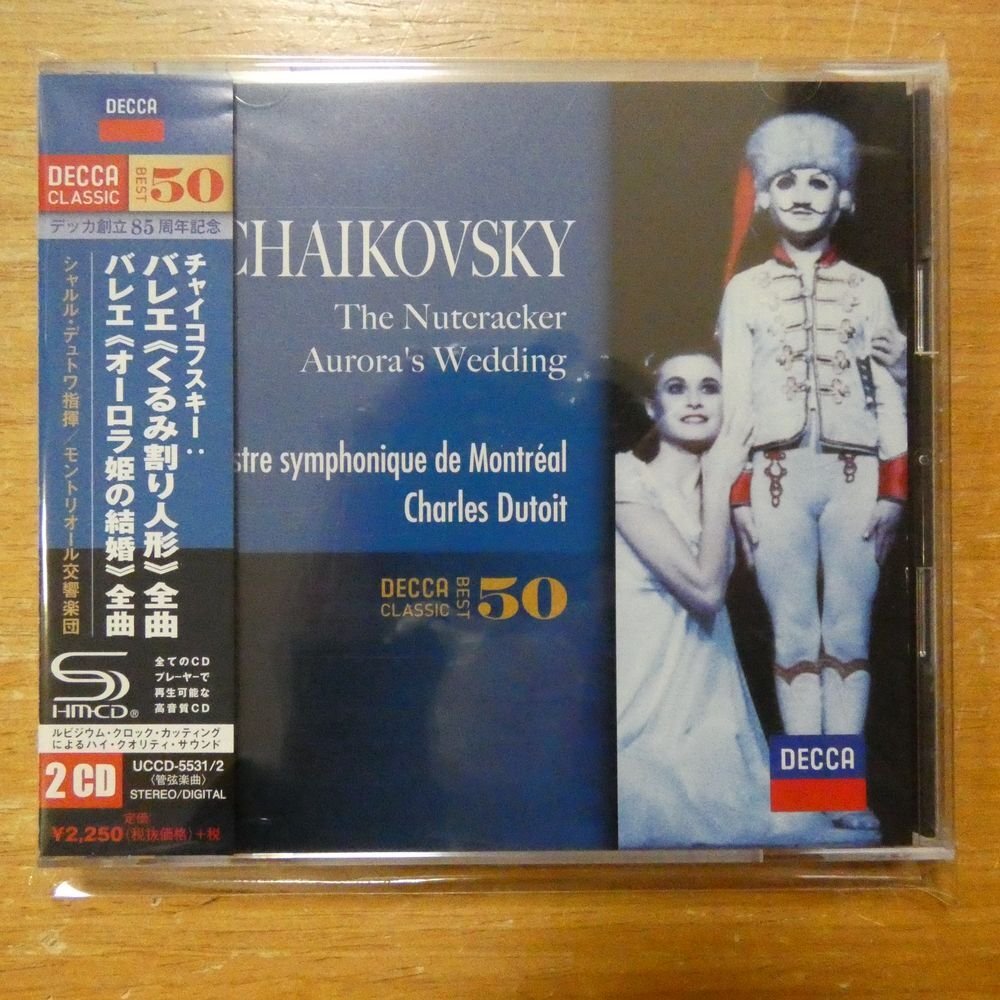 DECCA
DECCA
CLASSIC
BEST
50
デッカ創立85周年記念
チャイコフスキー:
バレエ《くるみ割り人形》全曲
バレエ《オーロラ姫の結婚》全曲
シャルル・デュトワ指揮/モントリオール交響楽団
SHM-CD®
全てのCD
プレーヤーで
再生可能な
高音質CD
ルビジウム・クロック・カッティング
によるハイ・クオリティ・サウンド
2CD
UCCD-5531/2
〈管弦楽曲〉
STEREO/DIGITAL
定価
¥2,250(税抜価格)+税
CHAIKOVSKY
The Nutcracker
Aurora's Wedding
stre symphonique de Montréal
Charles Dutoit
DECCA
CLASSIC
BEST
50
DECCA